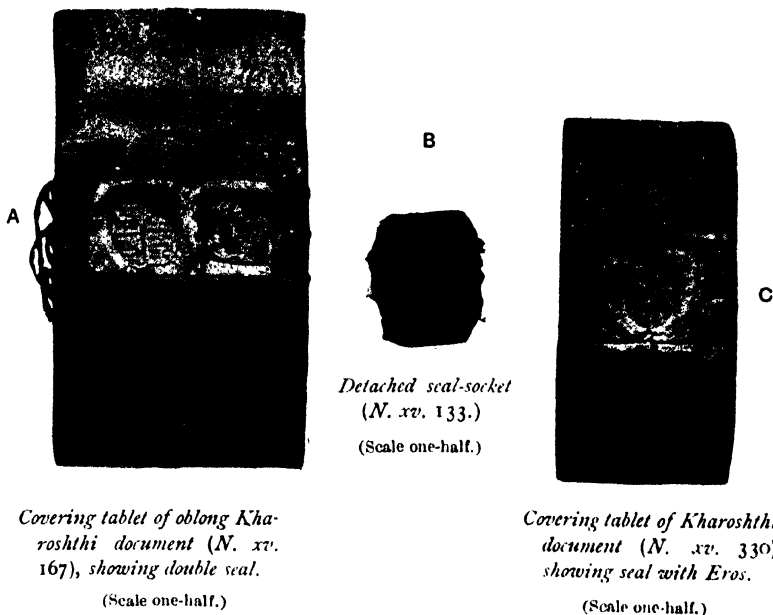 A
B
C
Detached seal-socket
(N. xv. 133.)
(Scale one-half.)
Covering tablet of oblong Kha-
roshthi document (N. xv.
167), showing double seal.
(Scale one-half.)
Covering tablet of Kharoshthi
document (N. xv. 330)
showing seal with Eros.
(Scale one-half.)